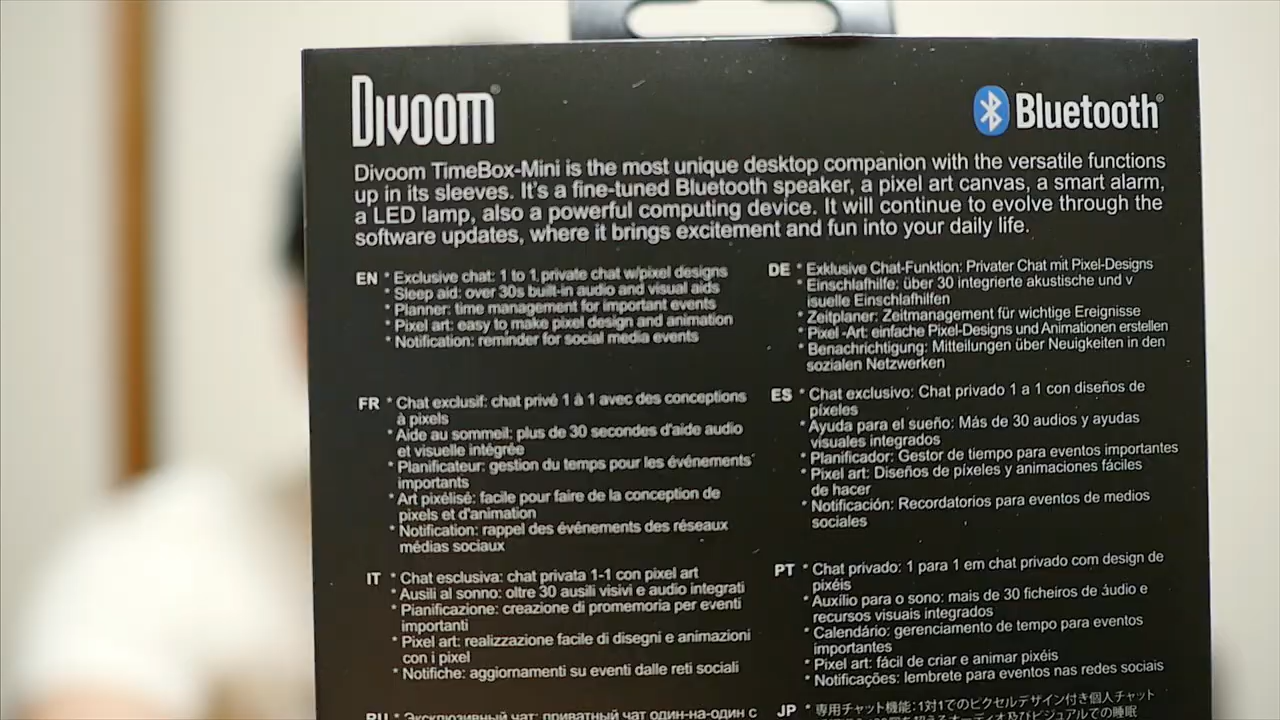 Divoom®
Bluetooth®
Divoom TimeBox-Mini is the most unique desktop companion with the versatile functions
up in its sleeves. It's a fine-tuned Bluetooth speaker, a pixel art canvas, a smart alarm,
a LED lamp, also a powerful computing device. It will continue to evolve through the
software updates, where it brings excitement and fun into your daily life.
EN * Exclusive chat: 1 to 1 private chat w/pixel designs
* Sleep aid: over 30s built-in audio and visual aids
* Planner: time management for important events
* Pixel art: easy to make pixel design and animation
* Notification: reminder for social media events
DE * Exklusive Chat-Funktion: Privater Chat mit Pixel-Designs
* Einschlafhilfe: über 30 integrierte akustische und v
isuelle Einschlafhilfen
* Zeitplaner: Zeitmanagement für wichtige Ereignisse
* Pixel -Art: einfache Pixel-Designs und Animationen erstellen
* Benachrichtigung: Mitteilungen über Neuigkeiten in den
sozialen Netzwerken
FR * Chat exclusif: chat privé 1 à 1 avec des conceptions
à pixels
* Aide au sommeil: plus de 30 secondes d'aide audio
et visuelle intégrée
* Planificateur: gestion du temps pour les événements
importants
* Art pixélisé: facile pour faire de la conception de
pixels et d'animation
* Notification: rappel des événements des réseaux
médias sociaux
ES * Chat exclusivo: Chat privado 1 a 1 con diseños de
píxeles
* Ayuda para el sueño: Más de 30 audios y ayudas
visuales integrados
* Planificador: Gestor de tiempo para eventos importantes
* Pixel art: Diseños de píxeles y animaciones fáciles
de hacer
* Notificación: Recordatorios para eventos de medios
sociales
IT * Chat esclusiva: chat privata 1-1 con pixel art
* Ausili al sonno: oltre 30 ausili visivi e audio integrati
* Pianificazione: creazione di promemoria per eventi
importanti
* Pixel art: realizzazione facile di disegni e animazioni
con i pixel
* Notifiche: aggiornamenti su eventi dalle reti sociali
PT * Chat privado: 1 para 1 em chat privado com design de
pixéis
* Auxílio para o sono: mais de 30 ficheiros de áudio e
recursos visuais integrados
* Calendário: gerenciamento de tempo para eventos
importantes
* Pixel art: fácil de criar e animar pixéis
* Notificações: lembrete para eventos nas redes sociais
RU * Эксклюзивный чат: приватный чат один-на-один с
JP * 専用チャット機能: 1対1でのピクセルデザイン付き個人チャット